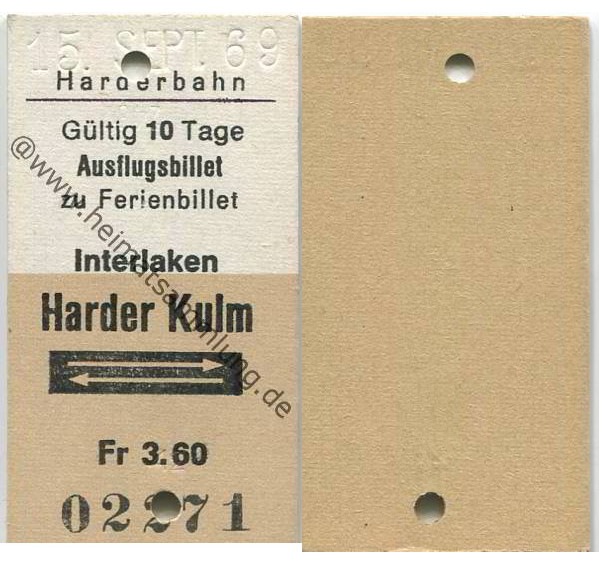 15. SEPT 69
Harderbahn
Gültig 10 Tage
Ausflugsbillet
zu Ferienbillet
Interlaken
Harder Kulm
Fr 3.60
02271
@www.heimatsammlung.de